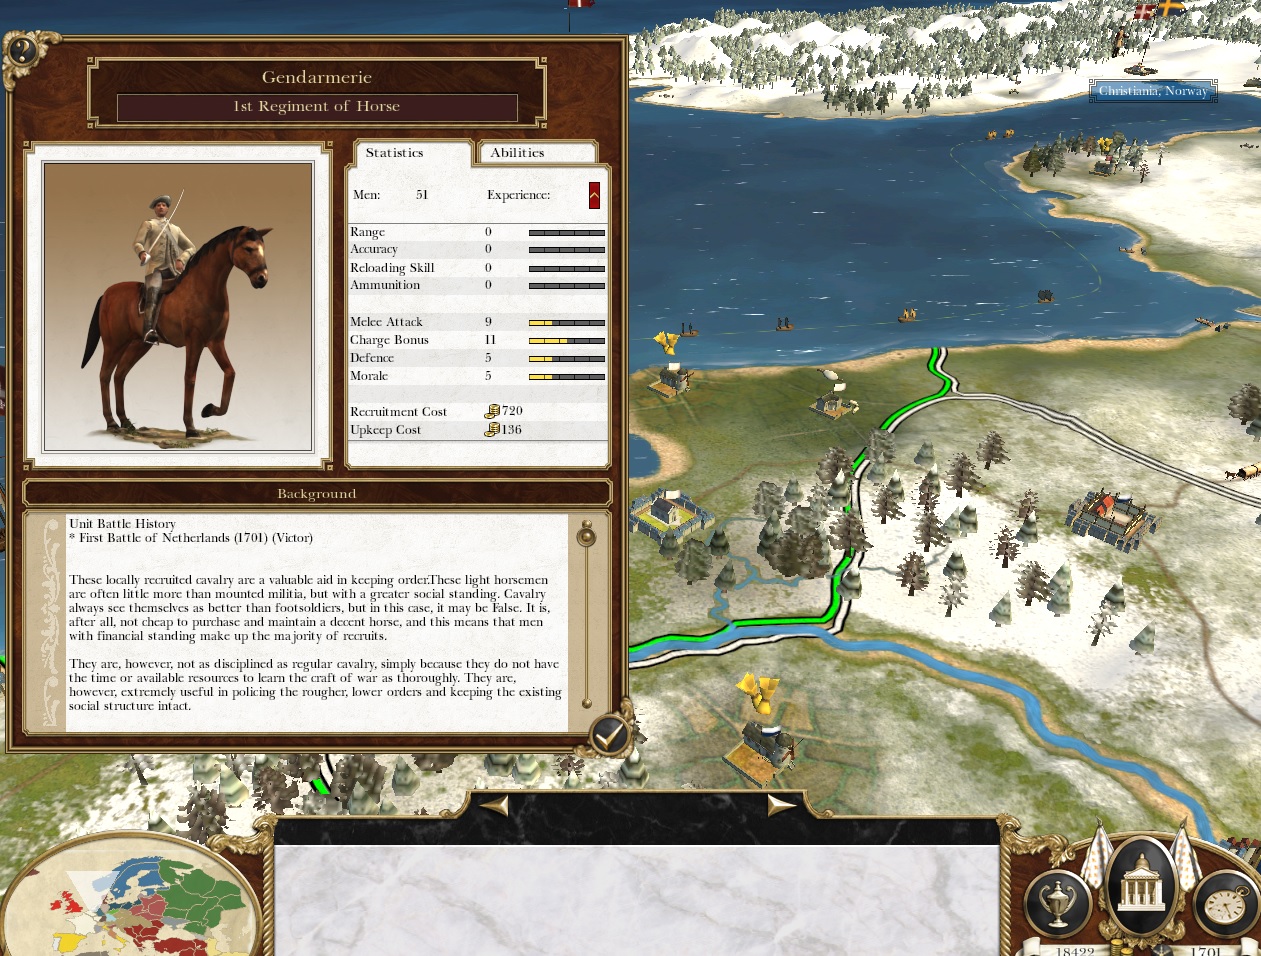 Gendarmerie
1st Regiment of Horse
Christiania, Norway
Statistics
Abilities
Men: 51 Experience:
Range 0
Accuracy 0
Reloading Skill 0
Ammunition 0
Melee Attack 9
Charge Bonus 11
Defence 5
Morale 5
Recruitment Cost 720
Upkeep Cost 136
Background
Unit Battle History
* First Battle of Netherlands (1701) (Victor)
These locally recruited cavalry are a valuable aid in keeping order.These light horsemen
are often little more than mounted militia, but with a greater social standing. Cavalry
always see themselves as better than footsoldiers, but in this case, it may be False. It is,
after all, not cheap to purchase and maintain a decent horse, and this means that men
with financial standing make up the majority of recruits.
They are, however, not as disciplined as regular cavalry, simply because they do not have
the time or available resources to learn the craft of war as thoroughly. They are,
however, extremely useful in policing the rougher, lower orders and keeping the existing
social structure intact.
18422
1701